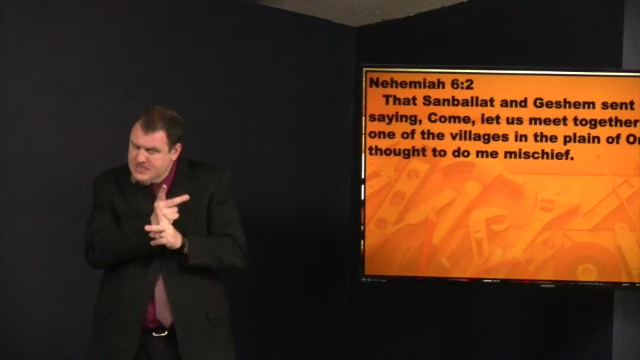 Nehemiah 6:2
That Sanballat and Geshem sent
saying, Come, let us meet together
one of the villages in the plain of
thought to do me mischief.